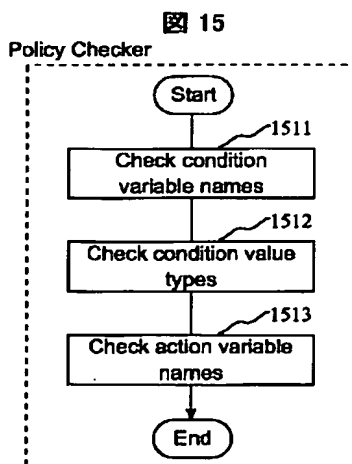 図 15
Policy Checker
Start
1511
Check condition
variable names
1512
Check condition value
types
1513
Check action variable
names
End